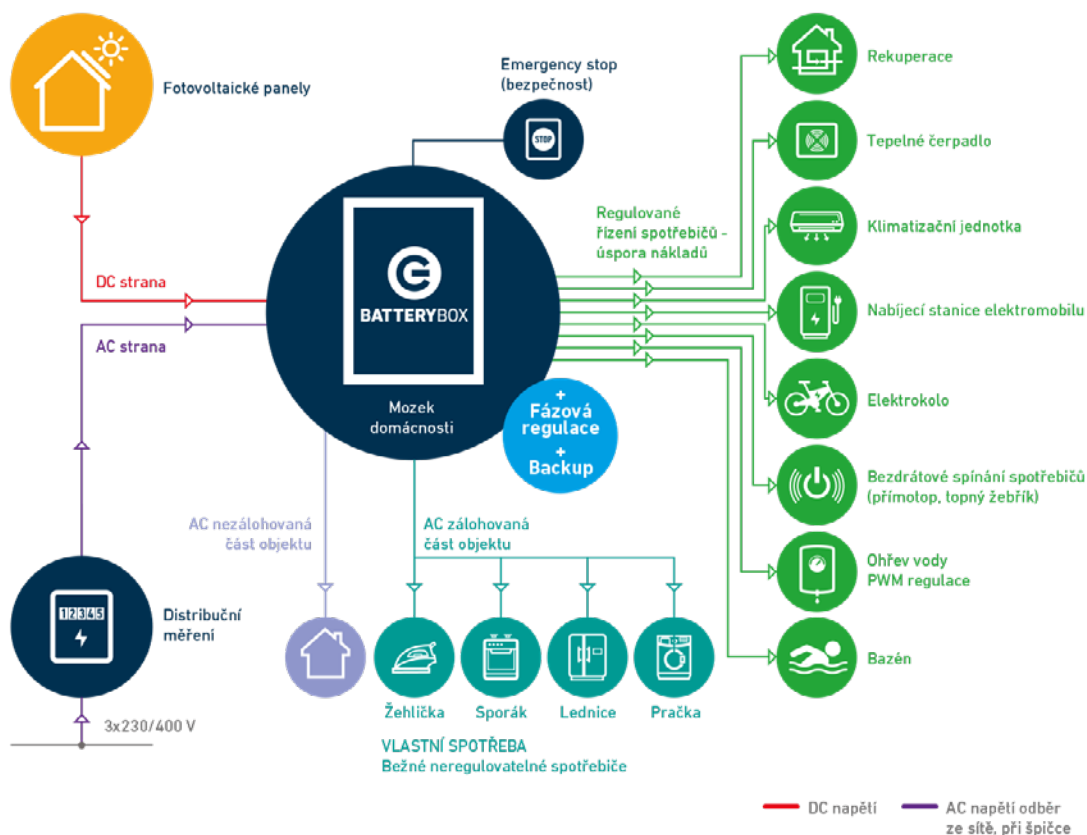 Fotovoltaické panely
Emergency stop
(bezpečnost)
STOP
Rekuperace
Tepelné čerpadlo
Regulované
řízení spotřebičů -
úspora nákladů
Klimatizační jednotka
DC strana
BATTERYBOX
Nabíjecí stanice elektromobilu
AC strana
Mozek
domácnosti
+
Fázová
regulace
+
Backup
Elektrokolo
Bezdrátové spínání spotřebičů
(přímotop, topný žebřík)
AC nezálohovaná
část objektu
AC zálohovaná
část objektu
Ohřev vody
PWM regulace
12345
Distribuční
měření
Bazén
Žehlička
Sporák
Lednice
Pračka
3x230/400 V
VLASTNÍ SPOTŘEBA
Bežné neregulovatelné spotřebiče
DC napětí
AC napětí odběr
ze sítě, při špičce